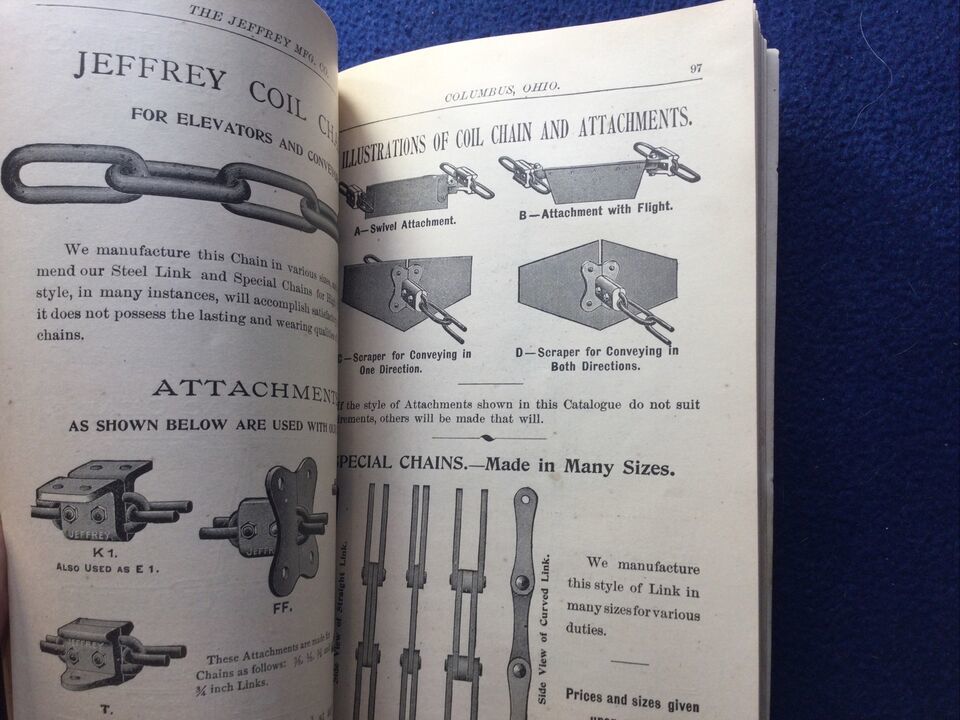 THE JEFFREY MFG. CO.
JEFFREY COIL
FOR ELEVATORS AND
We manufacture this Chain in various sizes,
mend our Steel Link and Special Chains for
style, in many instances, will accomplish
it does not possess the lasting and wearing
chains.
ATTACHMENT
AS SHOWN BELOW ARE USED WITH
JEFFREY
K1.
ALSO USED AS E1.
FF.
T.
These Attachments are made for
Chains as follows:
¾ inch Links.
97
COLUMBUS, OHIO.
ILLUSTRATIONS OF COIL CHAIN AND ATTACHMENTS.
A—Swivel Attachment.
B—Attachment with Flight.
C—Scraper for Conveying in
One Direction.
D—Scraper for Conveying in
Both Directions.
If the style of Attachments shown in this Catalogue do not suit
others will be made that will.
SPECIAL CHAINS.—Made in Many Sizes.
Side View of Straight Link.
Side View of Curved Link.
We manufacture
this style of Link in
many sizes for various
duties.
Prices and sizes given